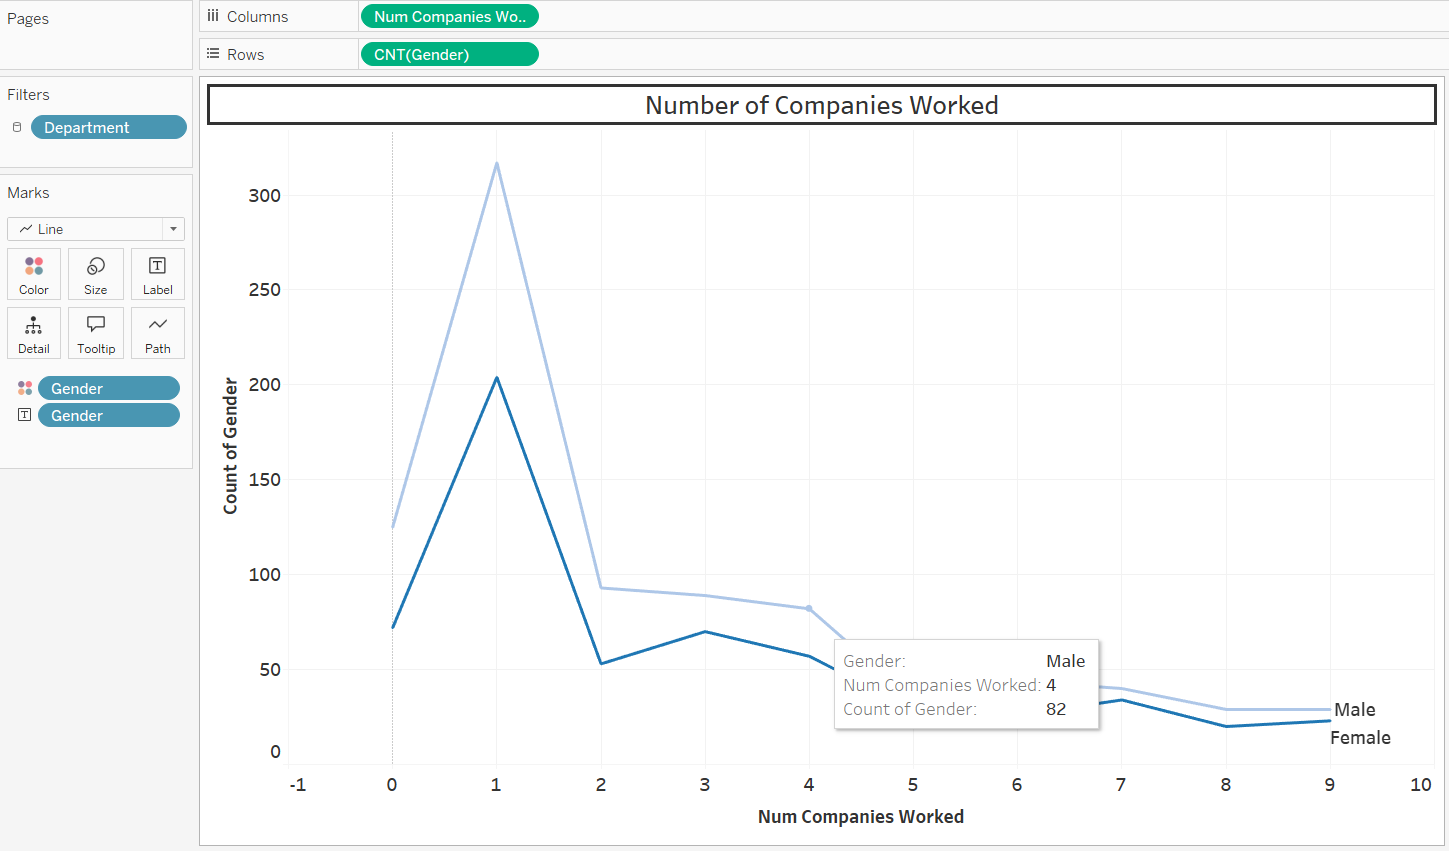 Pages
Columns
Num Companies Wo..
Rows
CNT(Gender)
Filters
Department
Marks
Line
Color
Size
T
Label
Detail
Tooltip
Path
Gender
T
Gender
Number of Companies Worked
Count of Gender
300
250
200
150
100
50
0
Gender: Male
Num Companies Worked: 4
Count of Gender: 82
Male
Female
-1 0 1 2 3 4 5 6 7 8 9 10
Num Companies Worked